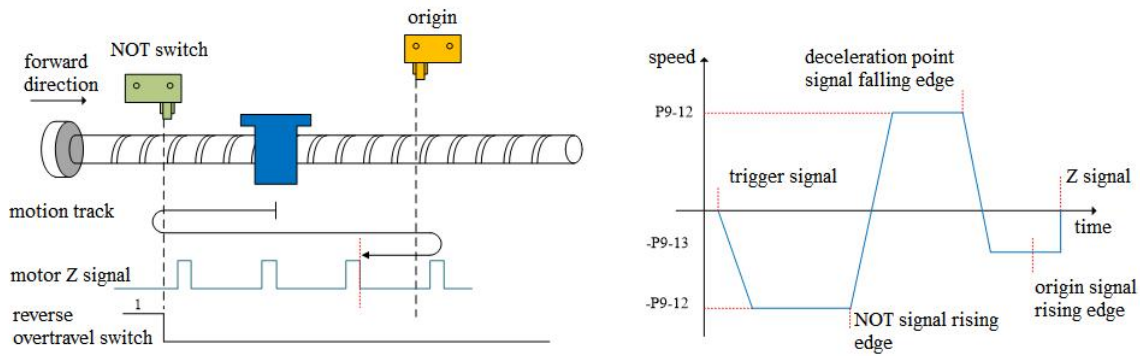 origin
NOT switch
forward
direction
motion track
motor Z signal
reverse
overtravel switch
1
speed
deceleration point
signal falling edge
P9-12
trigger signal
Z signal
time
-P9-13
-P9-12
origin signal
rising edge
NOT signal rising
edge